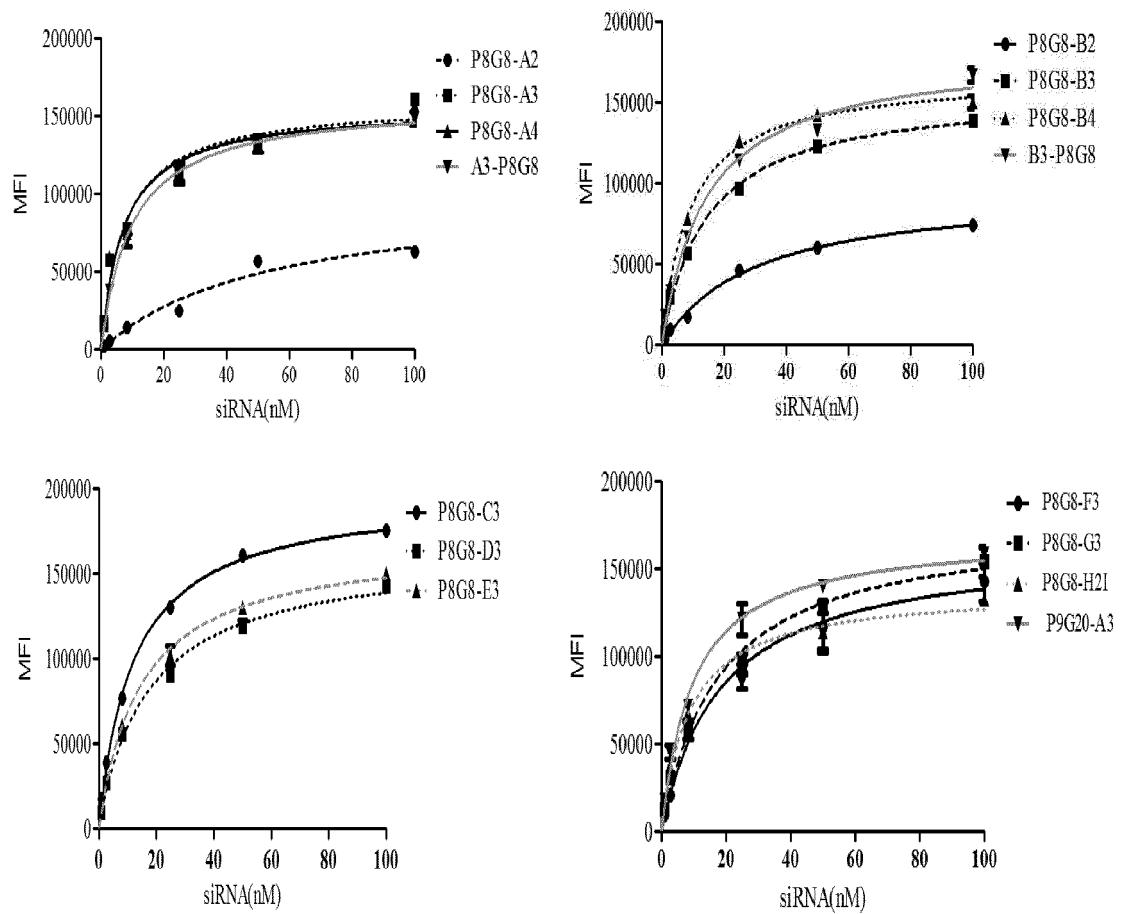 200000
150000
100000
50000
0
MFI
0 20 40 60 80 100
siRNA(nM)
P8G8-A2
P8G8-A3
P8G8-A4
A3-P8G8
200000
150000
100000
50000
0
MFI
0 20 40 60 80 100
siRNA(nM)
P8G8-B2
P8G8-B3
P8G8-B4
B3-P8G8
200000
150000
100000
50000
0
MFI
0 20 40 60 80 100
siRNA(nM)
P8G8-C3
P8G8-D3
P8G8-E3
200000
150000
100000
50000
0
MFI
0 20 40 60 80 100
siRNA(nM)
P8G8-F3
P8G8-G3
P8G8-H2I
P9G20-A3